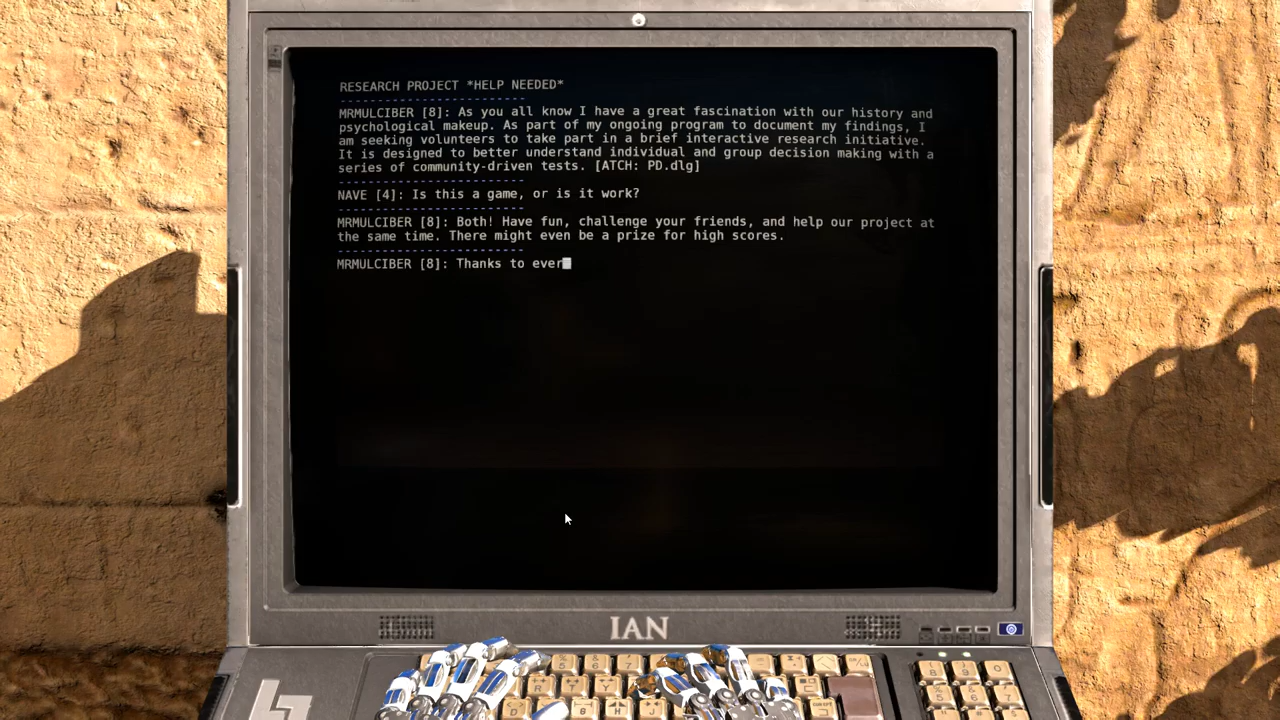 RESEARCH PROJECT *HELP NEEDED*
------------------------
MRMULCIBER [8]: As you all know I have a great fascination with our history and
psychological makeup. As part of my ongoing program to document my findings, I
am seeking volunteers to take part in a brief interactive research initiative.
It is designed to better understand individual and group decision making with a
series of community-driven tests. [ATCH: PD.dlg]
------------------------
NAVE [4]: Is this a game, or is it work?
------------------------
MRMULCIBER [8]: Both! Have fun, challenge your friends, and help our project at
the same time. There might even be a prize for high scores.
------------------------
MRMULCIBER [8]: Thanks to ever
IAN